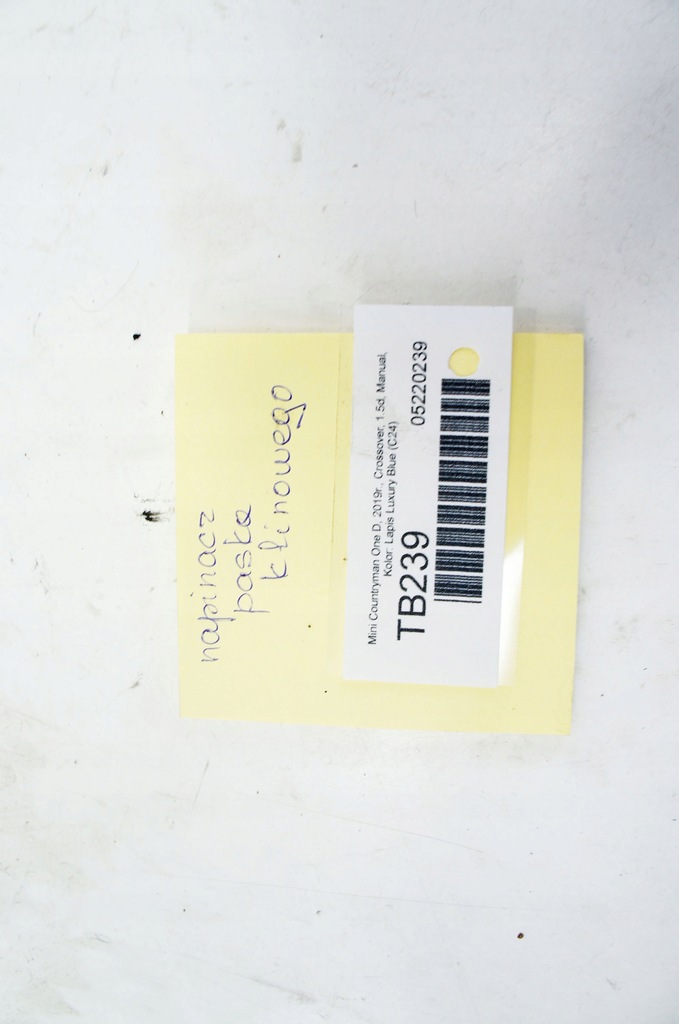 napinacz
paska
klinowego
Mini Countryman One D, 2019r., Crossover, 1.5d, Manual,
Kolor: Lapis Luxury Blue (C24)
TB239 05220239